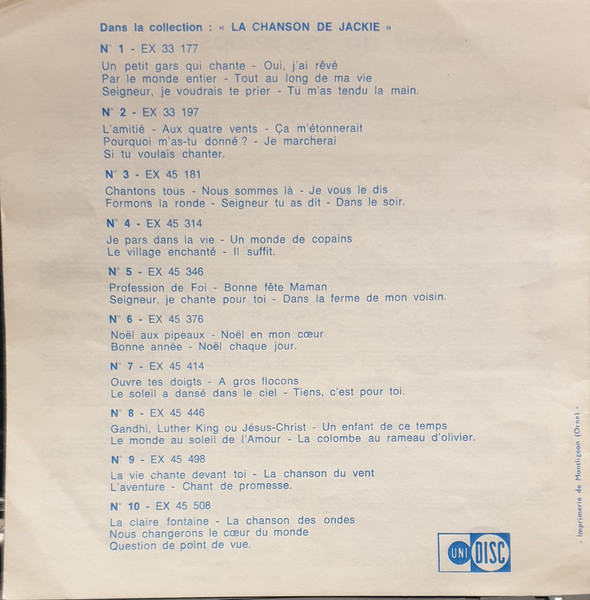 Dans la collection : « LA CHANSON DE JACKIE »
N° 1 - EX 33 177
Un petit gars qui chante - Oui, j'ai rêvé
Par le monde entier - Tout au long de ma vie
Seigneur, je voudrais te prier - Tu m'as tendu la main.
N° 2 - EX 33 197
L'amitié - Aux quatre vents - Ça m'étonnerait
Pourquoi m'as-tu donné ? - Je marcherai
Si tu voulais chanter.
N° 3 - EX 45 181
Chantons tous - Nous sommes là - Je vous le dis
Formons la ronde - Seigneur tu as dit - Dans le soir.
N° 4 - EX 45 314
Je pars dans la vie - Un monde de copains
Le village enchanté - Il suffit.
N° 5 - EX 45 346
Profession de Foi - Bonne fête Maman
Seigneur, je chante pour toi - Dans la ferme de mon voisin.
N° 6 - EX 45 376
Noël aux pipeaux - Noël en mon cœur
Bonne année - Noël chaque jour.
N° 7 - EX 45 414
Ouvre tes doigts - A gros flocons
Le soleil a dansé dans le ciel - Tiens, c'est pour toi.
N° 8 - EX 45 446
Gandhi, Luther King ou Jésus-Christ - Un enfant de ce temps
Le monde au soleil de l'Amour - La colombe au rameau d'olivier.
N° 9 - EX 45 498
La vie chante devant toi - La chanson du vent
L'aventure - Chant de promesse.
N° 10 - EX 45 508
La claire fontaine - La chanson des ondes
Nous changerons le cœur du monde
Question de point de vue.
UNI DISC
« Imprimerie de Montligeon (Orne) »